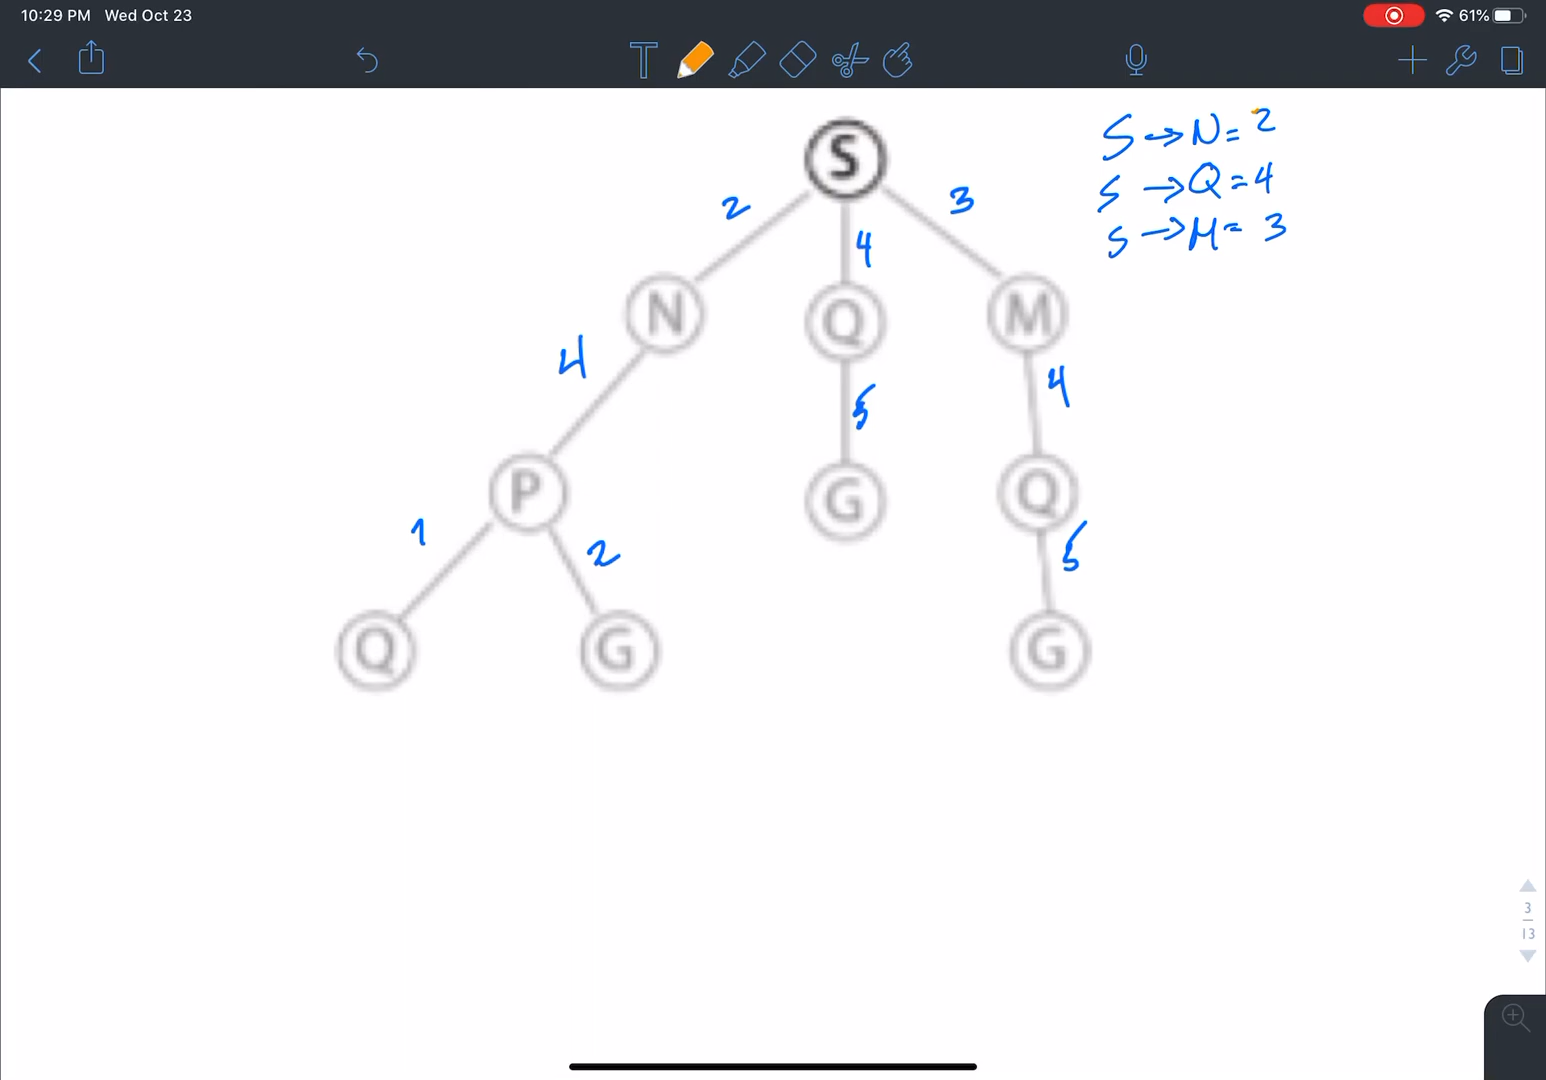 10:29 PM Wed Oct 23
61%
T
S
S → N = 2
S → Q = 4
S → M = 3
2
4
3
N
Q
M
4
5
4
P
G
Q
1
2
5
Q
G
G
3
13